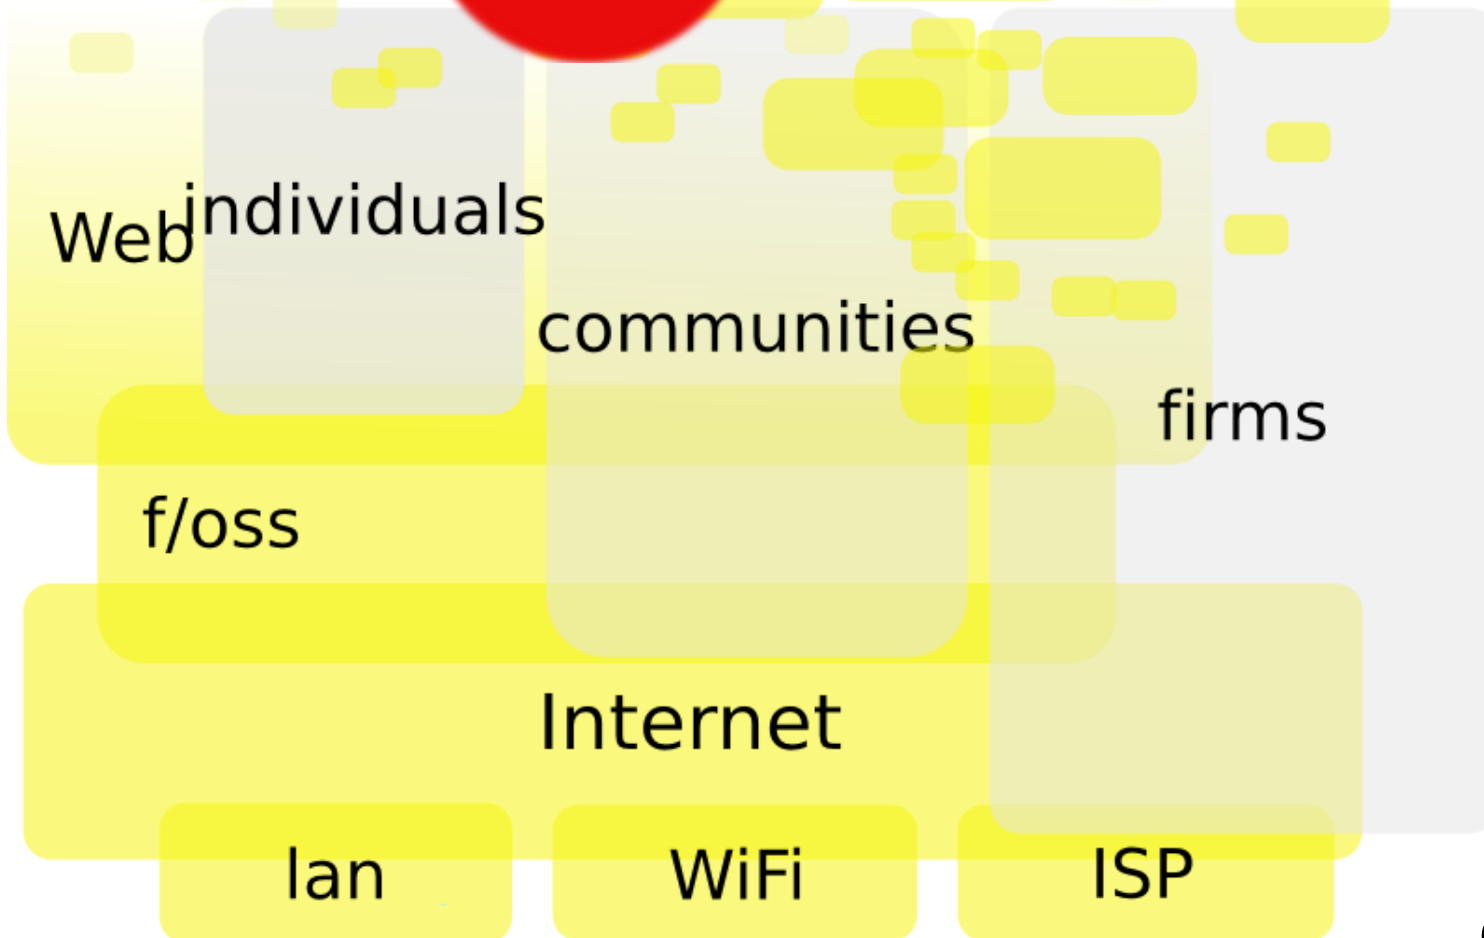 individuals
Web
communities
firms
f/oss
Internet
lan
WiFi
ISP